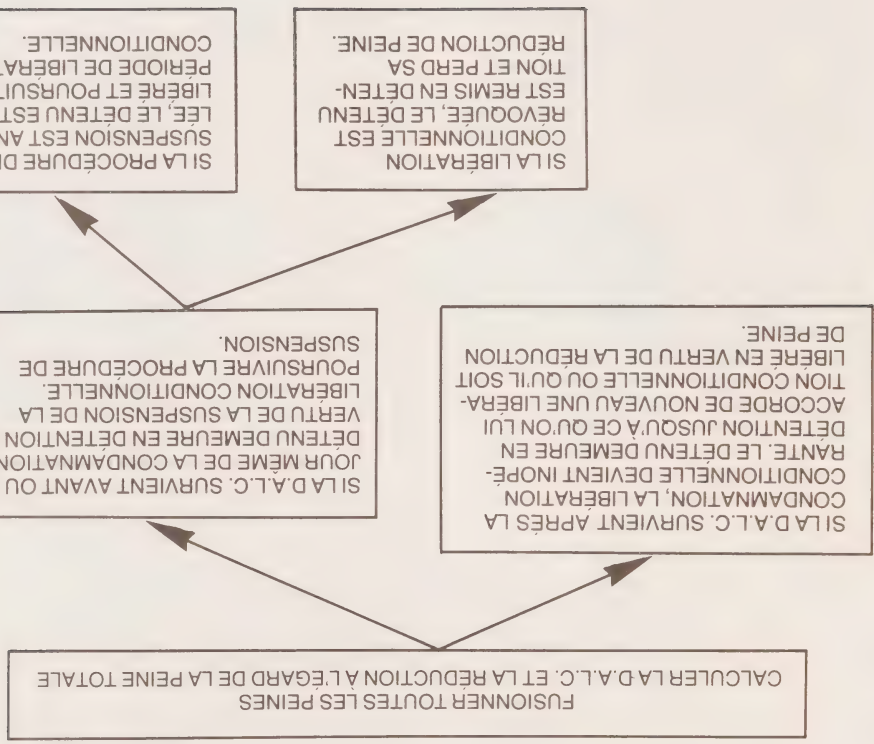 FUSIONNER TOUTES LES PEINES
CALCULER LA D.A.L.C. ET LA RÉDUCTION À L'ÉGARD DE LA PEINE TOTALE
SI LA D.A.L.C. SURVIENT APRÈS LA
CONDAMNATION, LA LIBÉRATION
CONDITIONNELLE DEVIENT INOPÉ-
RANTE. LE DÉTENU DEMEURE EN
DÉTENTION JUSQU'À CE QU'ON LUI
ACCORDE DE NOUVEAU UNE LIBÉRA-
TION CONDITIONNELLE OU QU'IL SOIT
LIBÉRÉ EN VERTU DE LA RÉDUCTION
DE PEINE.
SI LA D.A.L.C. SURVIENT AVANT OU
JOUR MÊME DE LA CONDAMNATION
DÉTENU DEMEURE EN DÉTENTION
VERTU DE LA SUSPENSION DE LA
LIBÉRATION CONDITIONNELLE.
POURSUIVRE LA PROCÉDURE DE
SUSPENSION.
SI LA LIBÉRATION
CONDITIONNELLE EST
RÉVOQUÉE, LE DÉTENU
EST REMIS EN DÉTEN-
TION ET PERD SA
RÉDUCTION DE PEINE.
SI LA PROCÉDURE DE
SUSPENSION EST AN
LÉE, LE DÉTENU EST
LIBÉRÉ ET POURSUIT
PÉRIODE DE LIBÉRAT
CONDITIONNELLE.